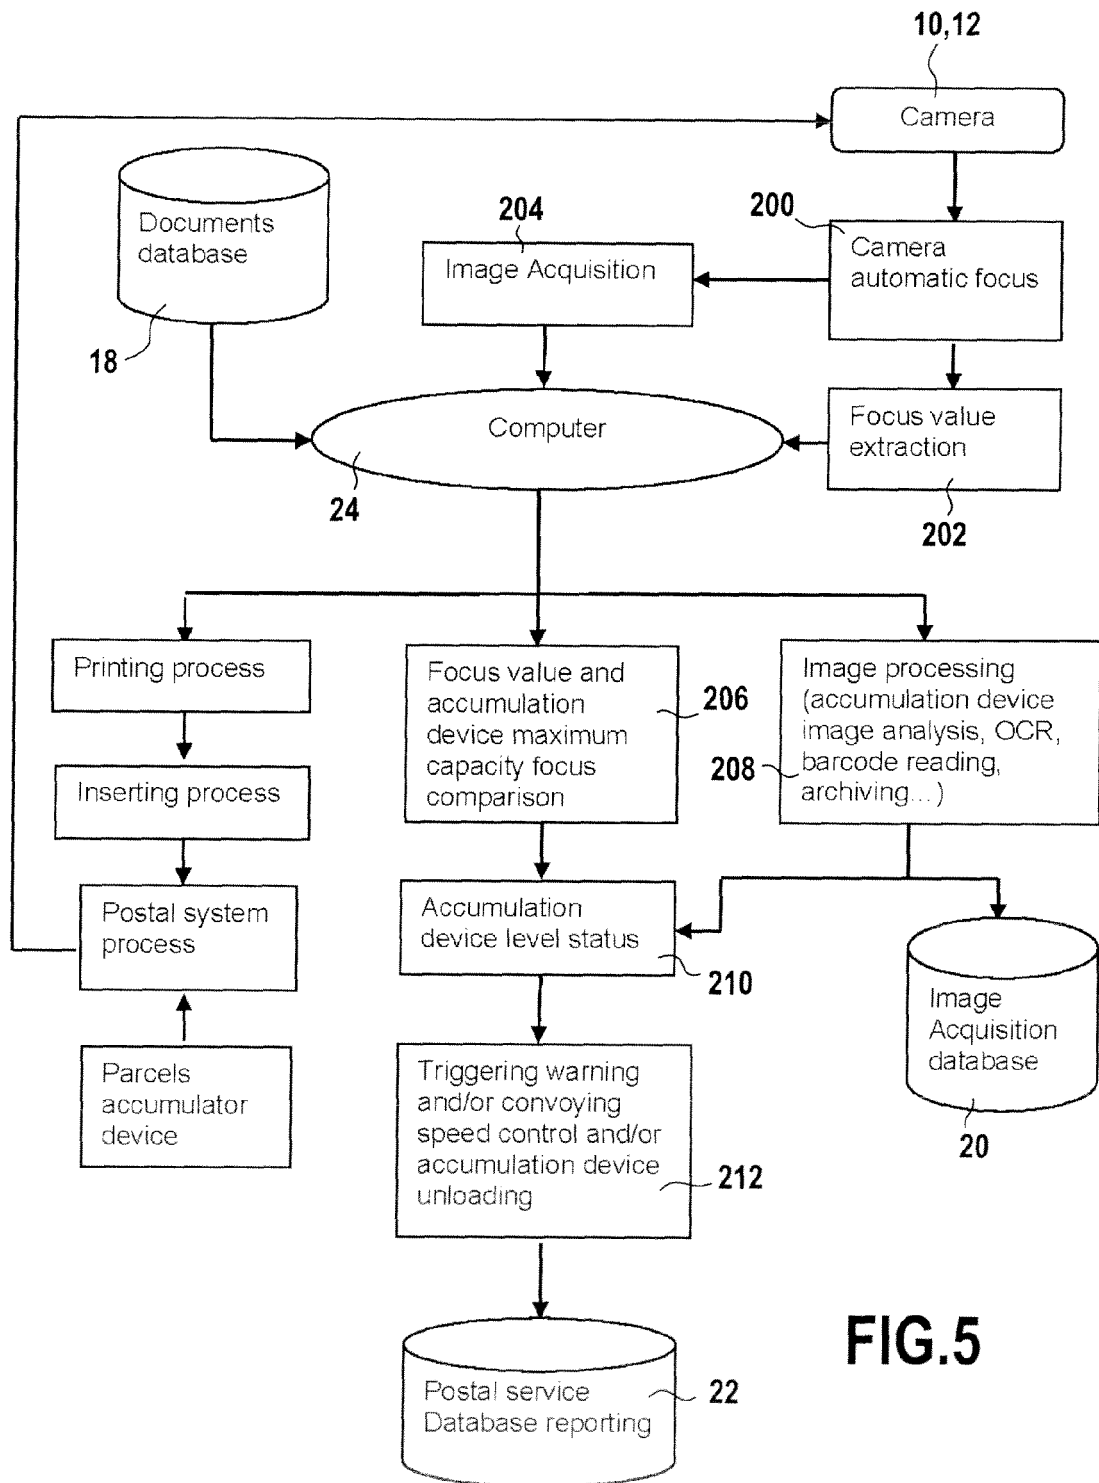 10,12
Camera
Documents
database
18
204
Image Acquisition
200
Camera
automatic focus
Computer
24
Focus value
extraction
202
Printing process
Inserting process
Postal system
process
Parcels
accumulator
device
Focus value and
accumulation
device maximum
capacity focus
comparison
206
Image processing
(accumulation device
image analysis, OCR,
barcode reading,
archiving...)
208
Accumulation
device level status
210
Image
Acquisition
database
20
Triggering warning
and/or convoying
speed control and/or
accumulation device
unloading
212
Postal service
Database reporting
22
FIG.5